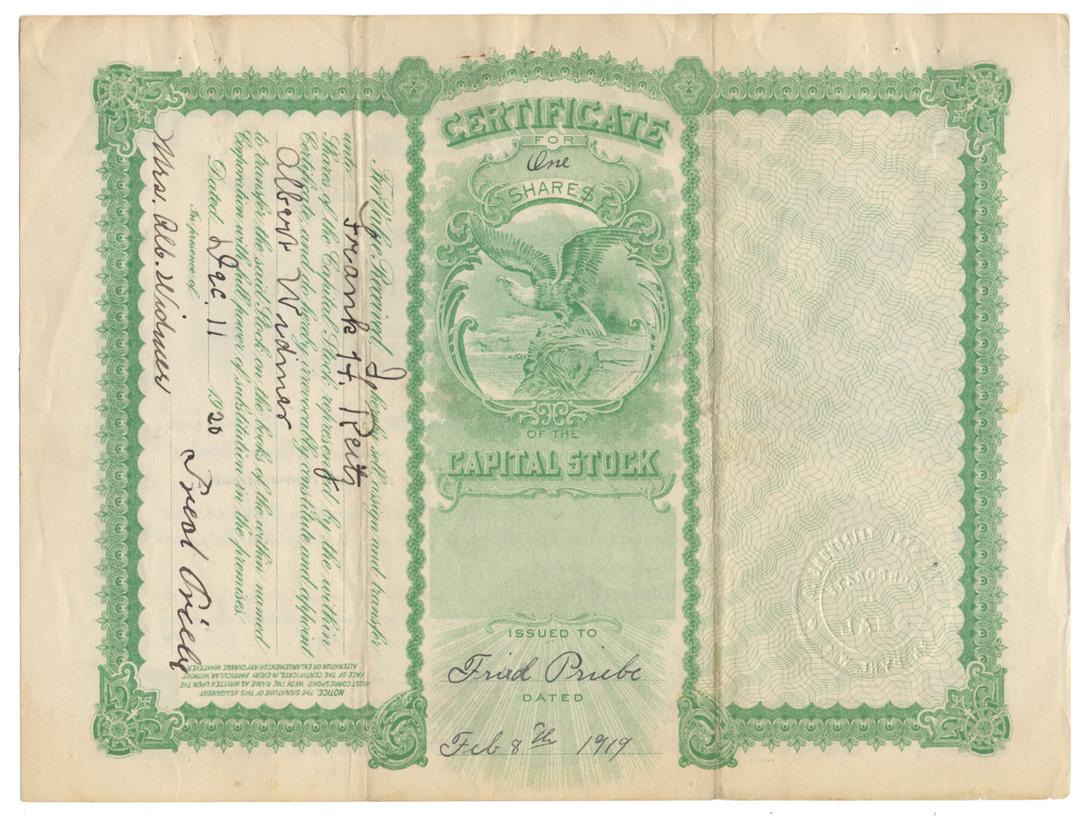 CERTIFICATE
FOR
One
SHARE$
OF THE
CAPITAL STOCK
ISSUED TO
Fried Priebe
DATED
Feb 8th 1919
For Value Received, I hereby sell, assign and transfer
unto Frank H. Reitz
Shares of the Capital Stock represented by the within
Certificate, and do hereby irrevocably constitute and appoint
Albert Widmer
to transfer the said Stock on the books of the within named
Corporation with full power of substitution in the premises.
Dated Dec. 11 1920
Fried Priebe
In presence of
Mrs. Alb. Widmer
NOTICE. THE SIGNATURE OF THIS ASSIGNMENT
MUST CORRESPOND WITH THE NAME AS WRITTEN UPON THE
FACE OF THE CERTIFICATE, IN EVERY PARTICULAR, WITHOUT
ALTERATION OR ENLARGEMENT OR ANY CHANGE WHATEVER.